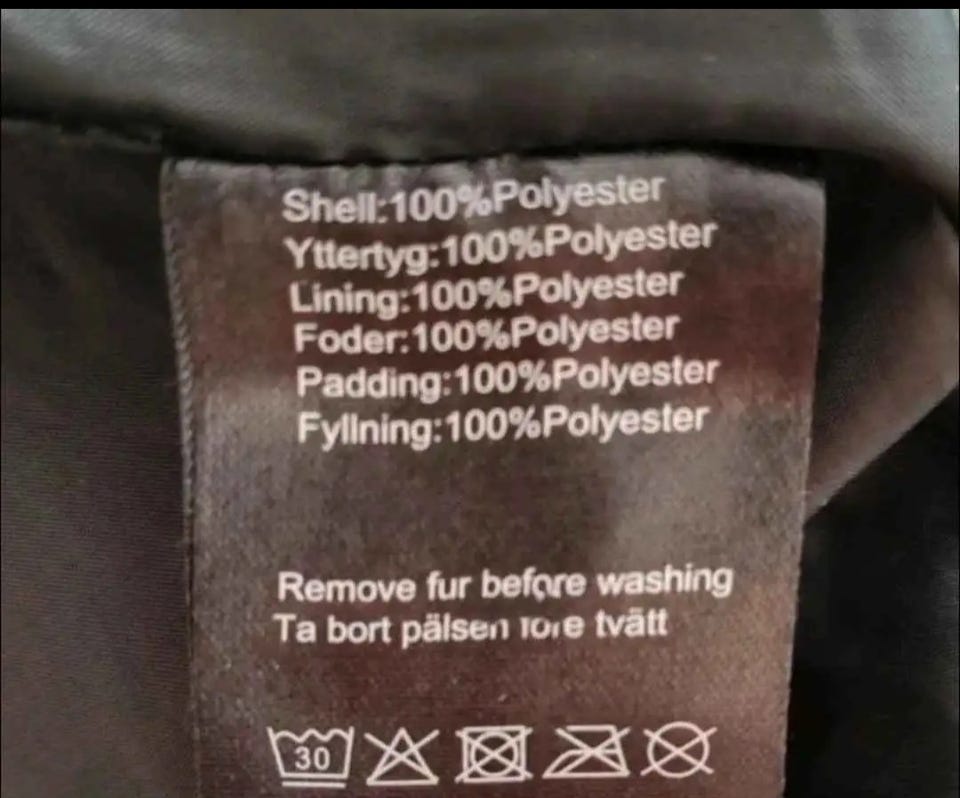 Shell:100%Polyester
Yttertyg:100%Polyester
Lining:100%Polyester
Foder:100%Polyester
Padding:100%Polyester
Fyllning:100%Polyester
Remove fur before washing
Ta bort pälsen före tvätt
30